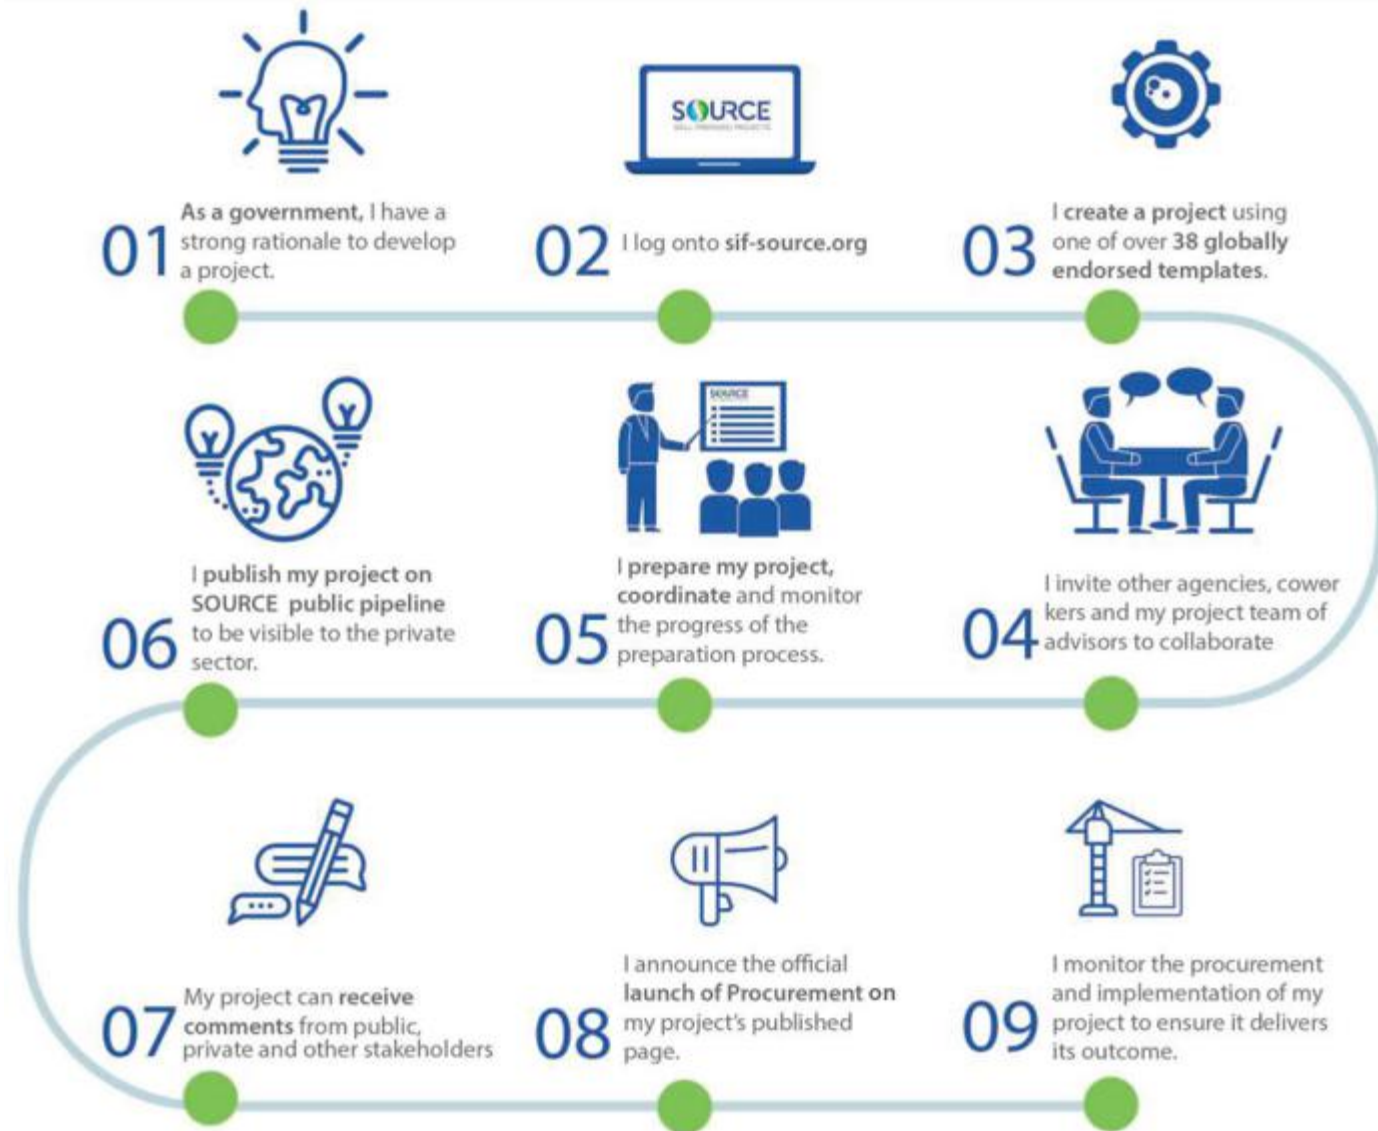 SOURCE
WELL PREPARED PROJECTS
01
As a government, I have a
strong rationale to develop
a project.
02
I log onto sif-source.org
03
I create a project using
one of over 38 globally
endorsed templates.
SOURCE
04
I invite other agencies, cowor
kers and my project team of
advisors to collaborate
05
I prepare my project,
coordinate and monitor
the progress of the
preparation process.
06
I publish my project on
SOURCE public pipeline
to be visible to the private
sector.
07
My project can receive
comments from public,
private and other stakeholders
08
I announce the official
launch of Procurement on
my project's published
page.
09
I monitor the procurement
and implementation of my
project to ensure it delivers
its outcome.